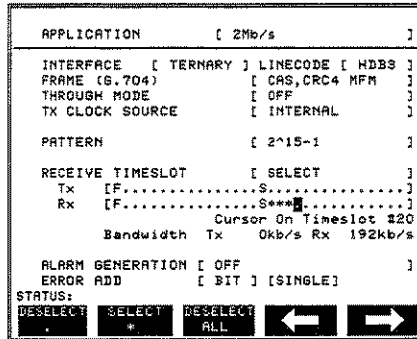 APPLICATION [ 2Mb/s ]
INTERFACE [ TERNARY ] LINECODE [ HDB3 ]
FRAME (G.704) [ CAS,CRC4 MFM ]
THROUGH MODE [ OFF ]
TX CLOCK SOURCE [ INTERNAL ]
PATTERN [ 2^15-1 ]
RECEIVE TIMESLOT [ SELECT ]
Tx [F...............S...............]
Rx [F...............S***.............]
Cursor On Timeslot #20
Bandwidth Tx 0kb/s Rx 192kb/s
ALARM GENERATION [ OFF ]
ERROR ADD [ BIT ] [SINGLE]
STATUS:
DESELECT . SELECT * DESELECT ALL